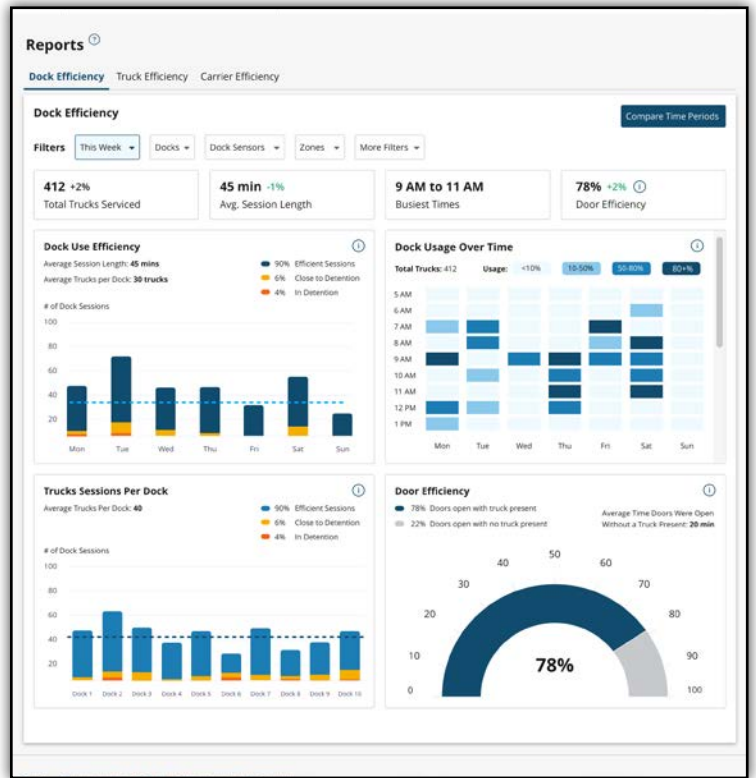 Reports ?
Dock Efficiency Truck Efficiency Carrier Efficiency
Dock Efficiency
Compare Time Periods
Filters This Week Docks Dock Sensors Zones More Filters
412 +2%
Total Trucks Serviced
45 min -1%
Avg. Session Length
9 AM to 11 AM
Busiest Times
78% +2% i
Door Efficiency
Dock Use Efficiency i
Average Session Length: 45 mins
Average Trucks per Dock: 30 trucks
90% Efficient Sessions
6% Close to Detention
4% In Detention
# of Dock Sessions
100
80
60
40
20
Mon Tue Wed Thu Fri Sat Sun
Dock Usage Over Time i
Total Trucks: 412 Usage: <10% 10-50% 50-80% 80+%
5 AM
6 AM
7 AM
8 AM
9 AM
10 AM
11 AM
12 PM
1 PM
Mon Tue Wed Thu Fri Sat Sun
Trucks Sessions Per Dock i
Average Trucks Per Dock: 40
90% Efficient Sessions
6% Close to Detention
4% In Detention
# of Dock Sessions
100
80
60
40
20
Dock 1 Dock 2 Dock 3 Dock 4 Dock 5 Dock 6 Dock 7 Dock 8 Dock 9 Dock 10
Door Efficiency i
78% Doors open with truck present
22% Doors open with no truck present
Average Time Doors Were Open
Without a Truck Present: 20 min
0 10 20 30 40 50 60 70 80 90 100
78%